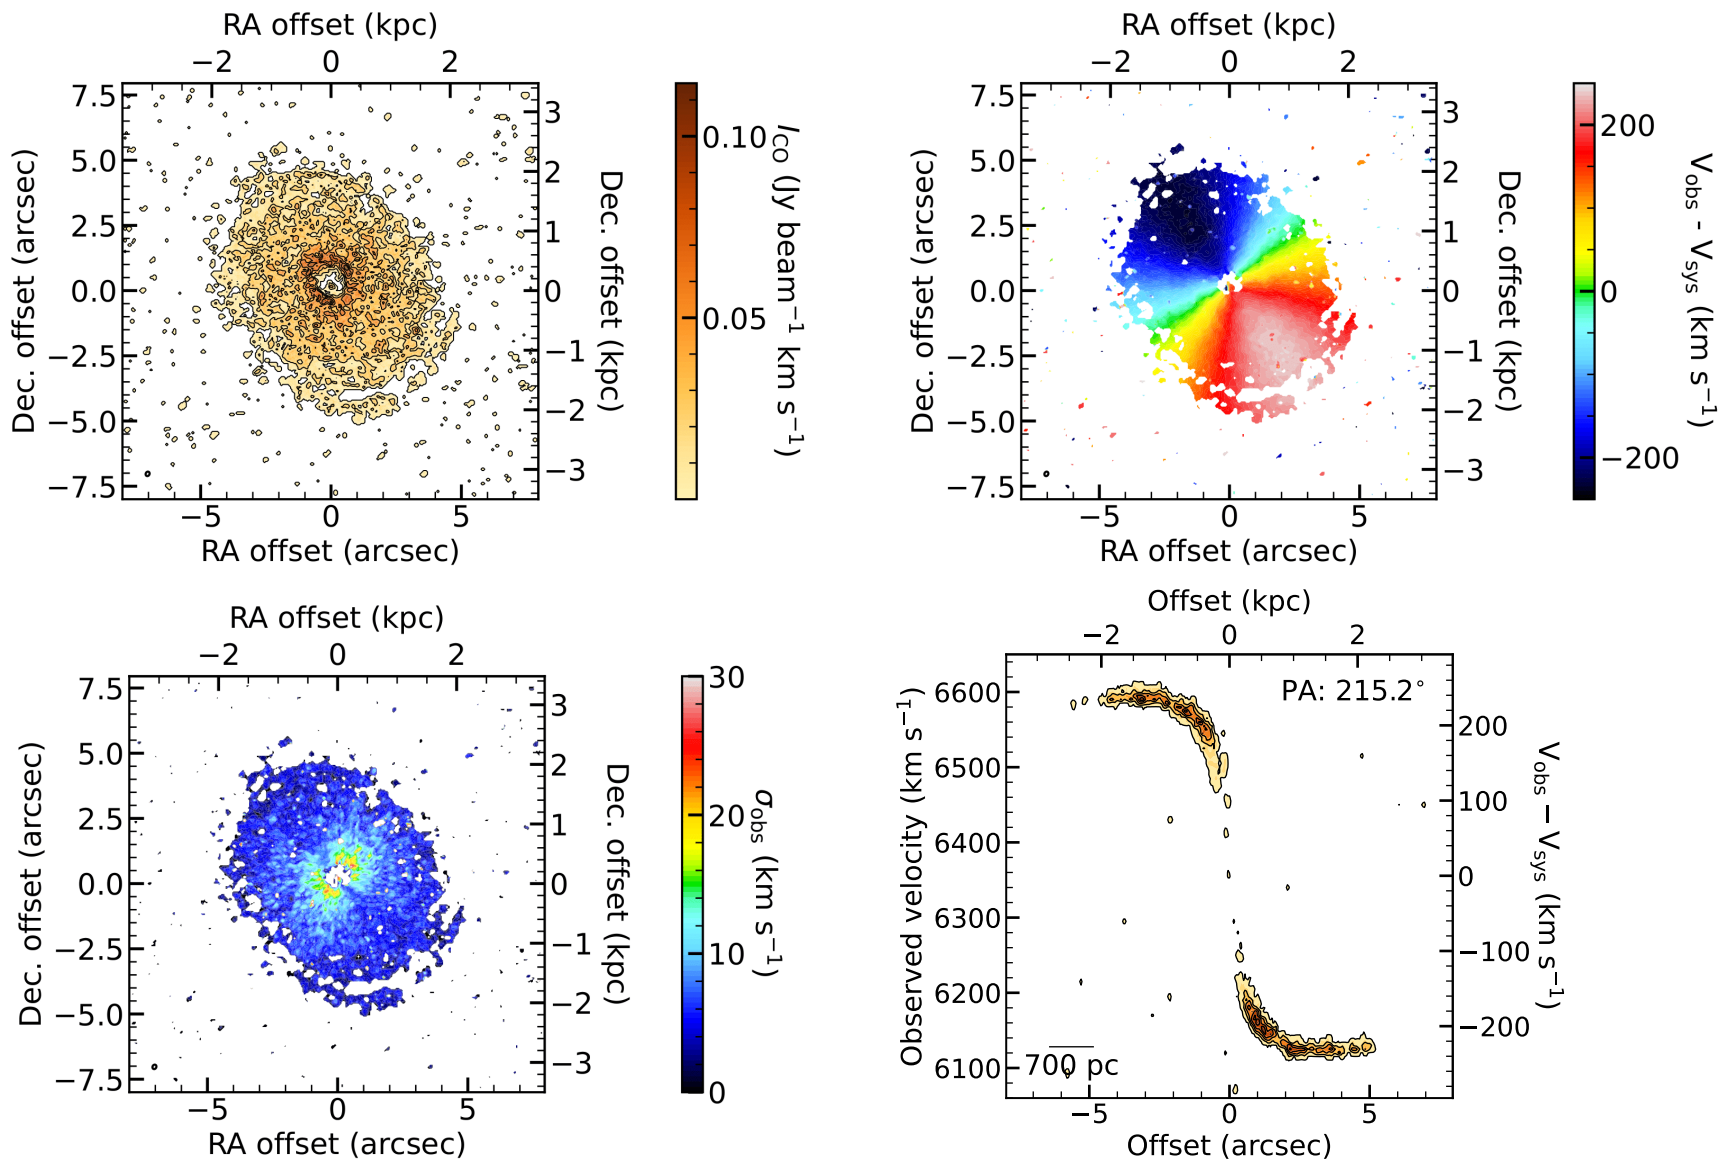 RA offset (kpc)
−2 0 2
7.5
5.0
2.5
0.0
−2.5
−5.0
−7.5
Dec. offset (arcsec)
3
2
1
0
−1
−2
−3
Dec. offset (kpc)
−5 0 5
RA offset (arcsec)
0.10
0.05
I_CO (Jy beam⁻¹ km s⁻¹)
RA offset (kpc)
−2 0 2
7.5
5.0
2.5
0.0
−2.5
−5.0
−7.5
Dec. offset (arcsec)
3
2
1
0
−1
−2
−3
Dec. offset (kpc)
−5 0 5
RA offset (arcsec)
200
0
−200
V_obs - V_sys (km s⁻¹)
RA offset (kpc)
−2 0 2
7.5
5.0
2.5
0.0
−2.5
−5.0
−7.5
Dec. offset (arcsec)
3
2
1
0
−1
−2
−3
Dec. offset (kpc)
−5 0 5
RA offset (arcsec)
30
20
10
0
σ_obs (km s⁻¹)
Offset (kpc)
−2 0 2
PA: 215.2°
6600
6500
6400
6300
6200
6100
Observed velocity (km s⁻¹)
200
100
0
−100
−200
V_obs − V_sys (km s⁻¹)
700 pc
−5 0 5
Offset (arcsec)